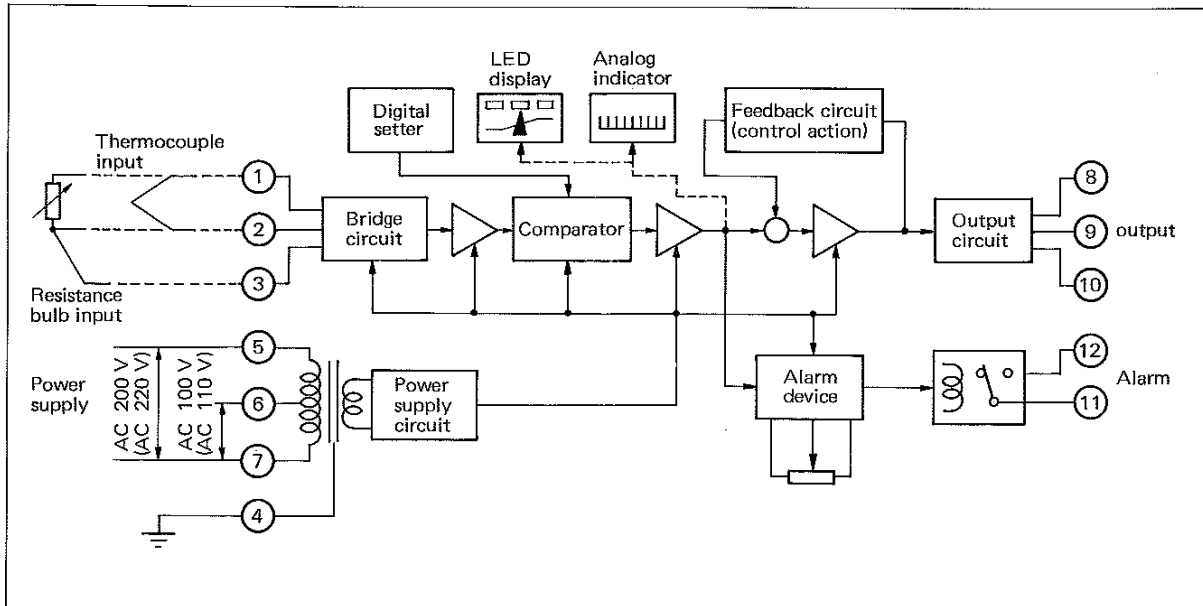 LED
display
Analog
indicator
Digital
setter
Feedback circuit
(control action)
Thermocouple
input
1
2
3
Bridge
circuit
Comparator
Output
circuit
8
9
10
output
Resistance
bulb input
Power
supply
AC 200 V
(AC 220 V)
AC 100 V
(AC 110 V)
5
6
7
4
Power
supply
circuit
Alarm
device
12
11
Alarm